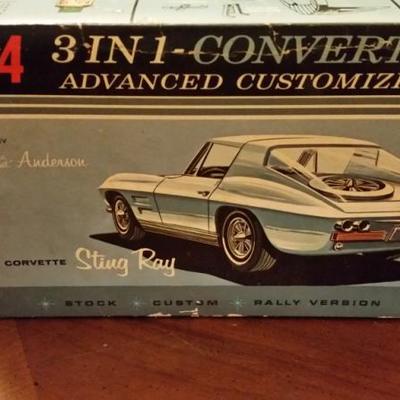 4 3 IN 1 - CONVERT
ADVANCED CUSTOMIZI
Anderson
CORVETTE Sting Ray
STOCK ✶ CUSTOM ✶ RALLY VERSION